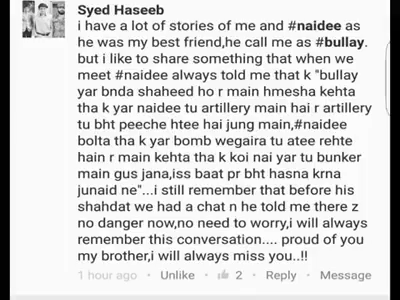 Syed Haseeb
i have a lot of stories of me and #naidee as
he was my best friend,he call me as #bullay.
but i like to share something that when we
meet #naidee always told me that k "bullay
yar bnda shaheed ho r main hmesha kehta
tha k yar naidee tu artillery main hai r artillery
tu bht peeche htee hai jung main,#naidee
bolta tha k yar bomb wegaira tu atee rehte
hain r main kehta tha k koi nai yar tu bunker
main gus jana,iss baat pr bht hasna krna
junaid ne"...i still remember that before his
shahdat we had a chat n he told me there z
no danger now,no need to worry,i will always
remember this conversation.... proud of you
my brother,i will always miss you..!!
1 hour ago • Unlike • 2 • Reply • Message